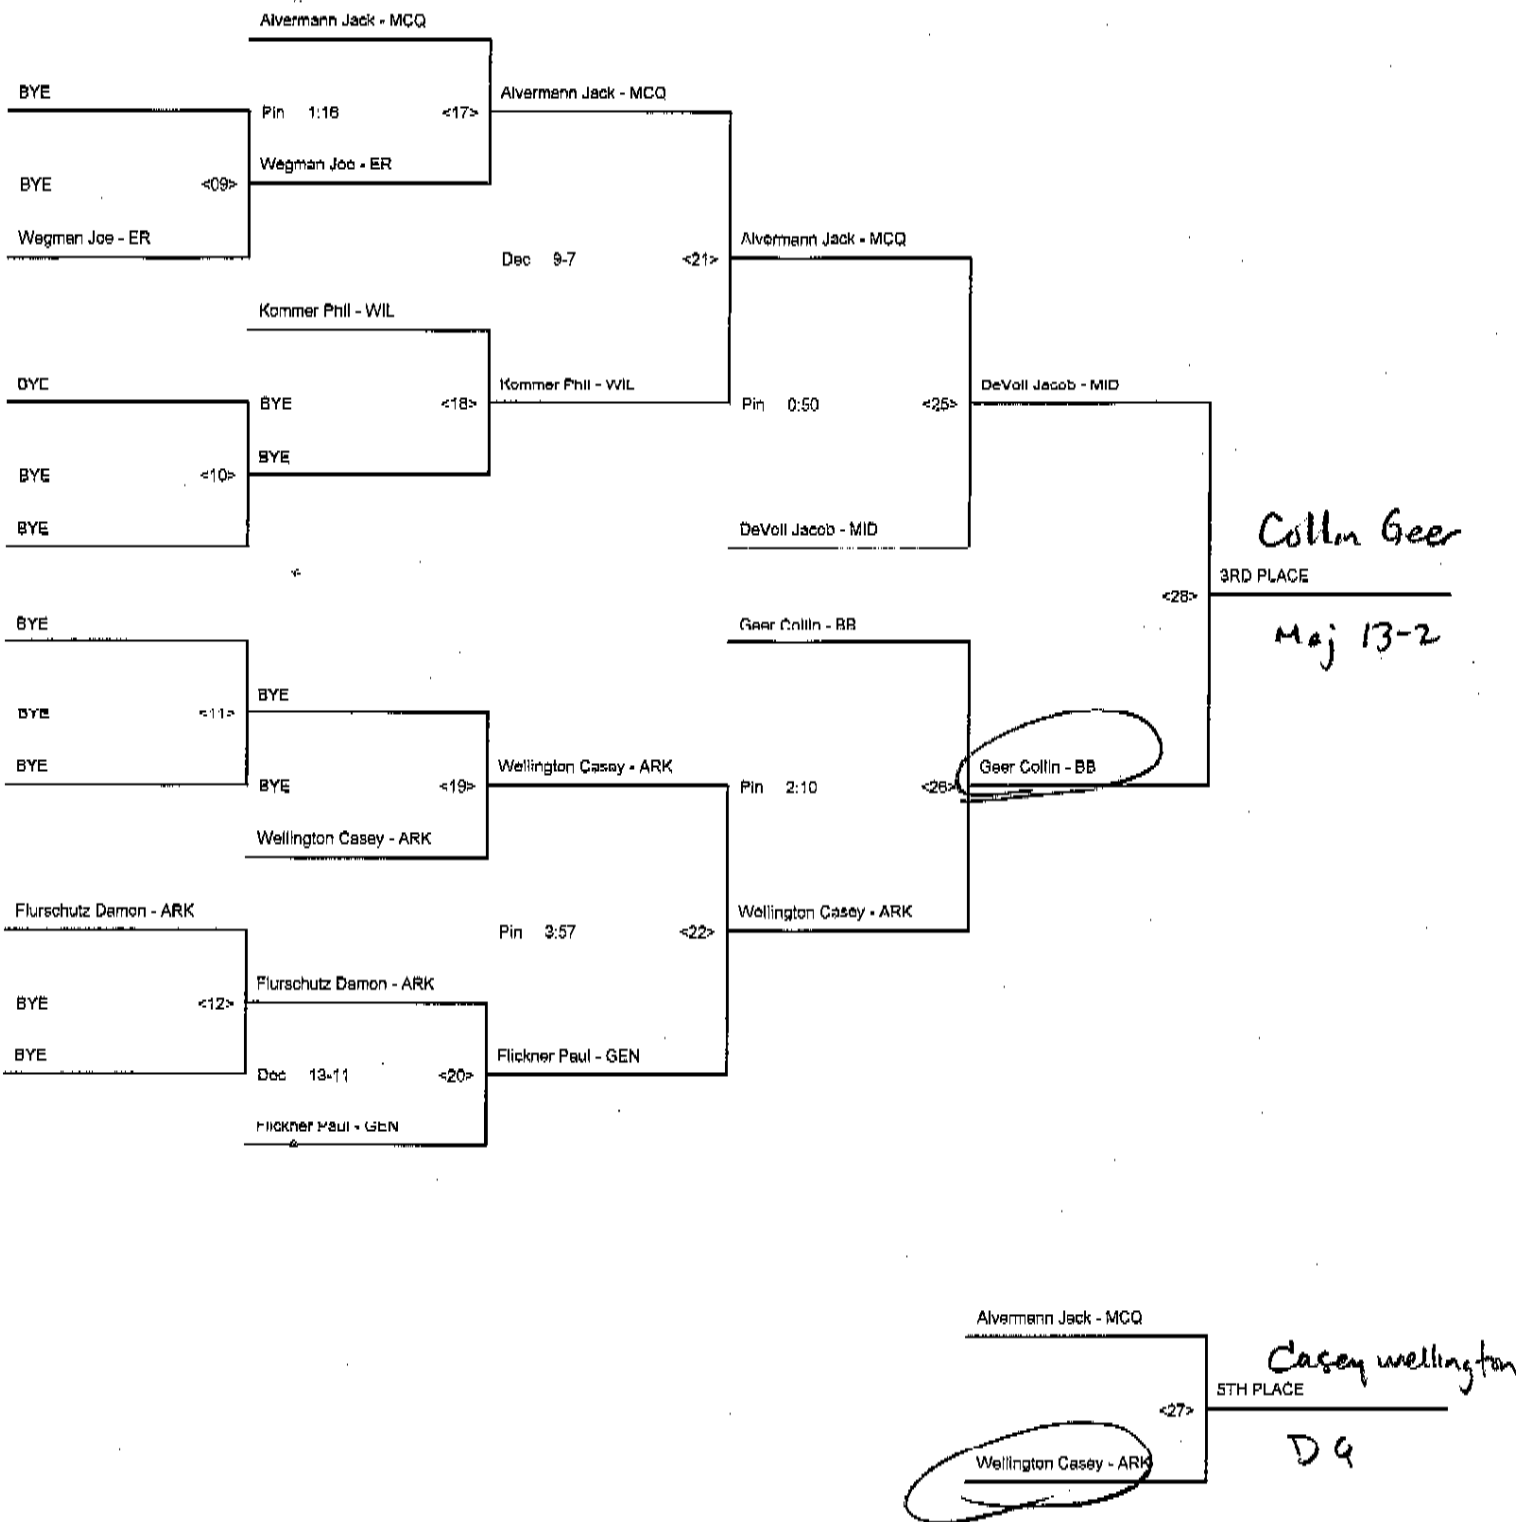 Alvermann Jack - MCQ
BYE
Pin 1:16 <17>
Alvermann Jack - MCQ
Wegman Joe - ER
BYE <09>
Wegman Joe - ER
Dec 9-7 <21>
Alvermann Jack - MCQ
Kommer Phil - WIL
BYE
BYE <18>
Kommer Phil - WIL
Pin 0:50 <25>
DeVoll Jacob - MID
BYE
BYE <10>
BYE
DeVoll Jacob - MID
Collin Geer
3RD PLACE
<28>
Maj 13-2
BYE
Geer Collin - BB
BYE
BYE <11>
BYE
BYE <19>
Wellington Casey - ARK
Pin 2:10 <26>
Geer Collin - BB
Wellington Casey - ARK
Flurschutz Damon - ARK
Pin 3:57 <22>
Wellington Casey - ARK
Flurschutz Damon - ARK
BYE <12>
BYE
Dec 13-11 <20>
Flickner Paul - GEN
Flickner Paul - GEN
Alvermann Jack - MCQ
Casey wellington
5TH PLACE
<27>
Wellington Casey - ARK
DQ